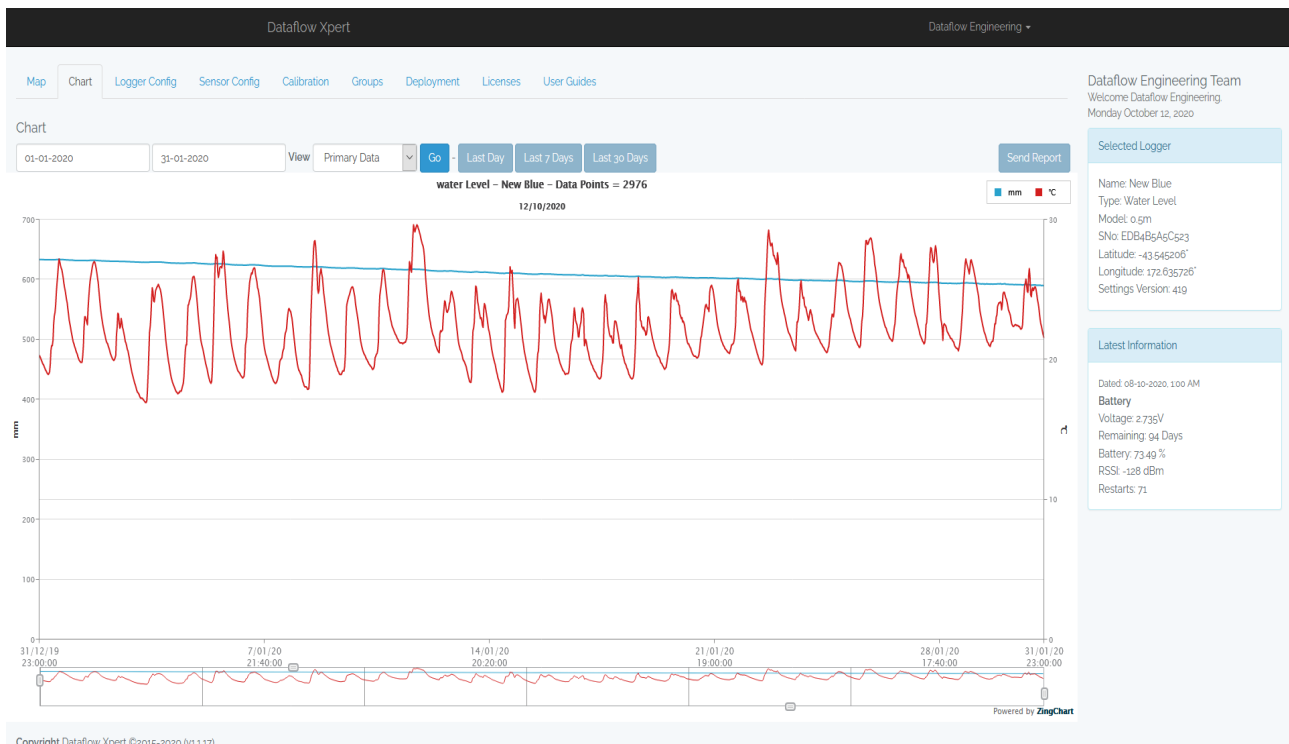 Dataflow Xpert
Dataflow Engineering
Map Chart Logger Config Sensor Config Calibration Groups Deployment Licenses User Guides
Chart
01-01-2020 31-01-2020 View Primary Data Go - Last Day Last 7 Days Last 30 Days Send Report
water Level - New Blue - Data Points = 2976
12/10/2020
mm °C
700
600
500
400
300
200
100
0
mm
30
20
10
0
°C
31/12/19 7/01/20 14/01/20 21/01/20 28/01/20 31/01/20
23:00:00 21:40:00 20:20:00 19:00:00 17:40:00 23:00:00
Powered by ZingChart
Dataflow Engineering Team
Welcome Dataflow Engineering.
Monday October 12, 2020
Selected Logger
Name: New Blue
Type: Water Level
Model: 0.5m
SNo: EDB4B5A5C523
Latitude: -43.545206°
Longitude: 172.635726°
Settings Version: 419
Latest Information
Dated: 08-10-2020, 1:00 AM
Battery
Voltage: 2.735V
Remaining: 94 Days
Battery: 73.49 %
RSSI: -128 dBm
Restarts: 71
Copyright Dataflow Xpert ©2015-2020 (v1.1.17)